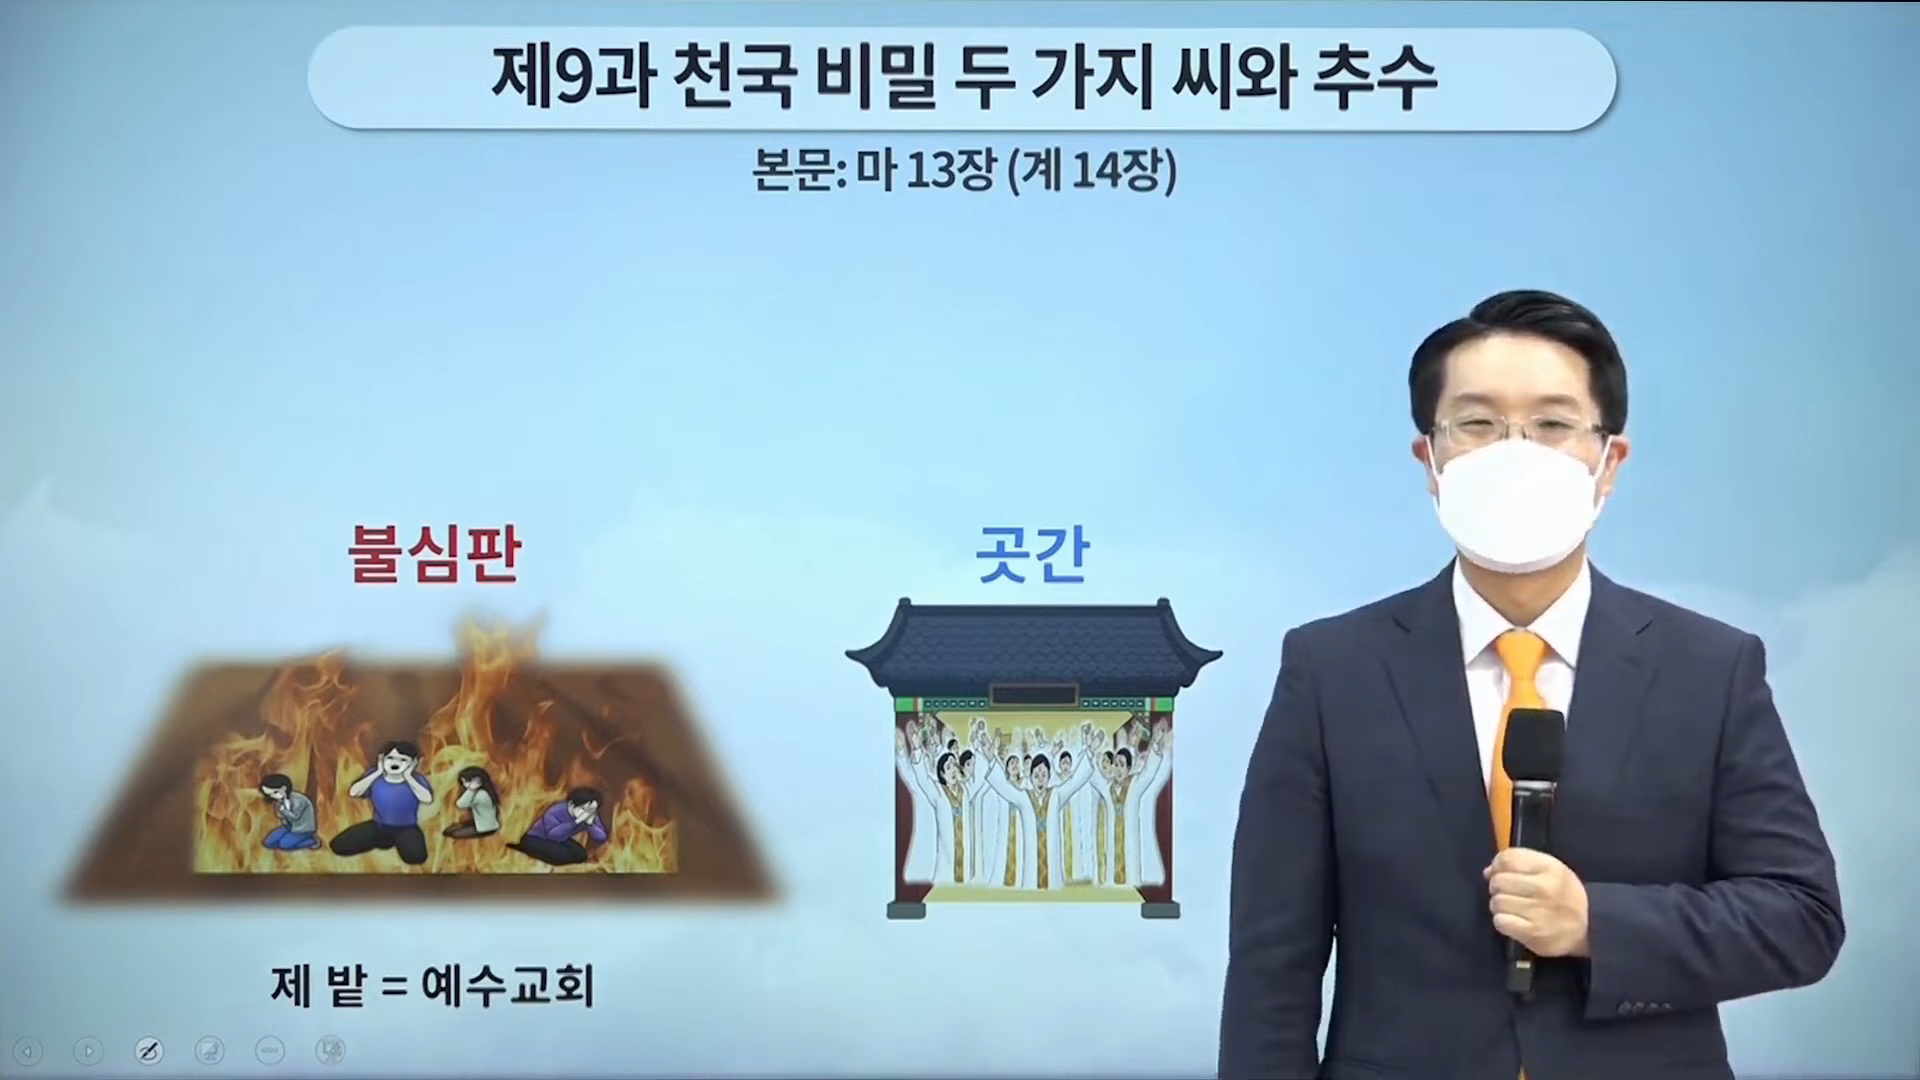 제9과 천국 비밀 두 가지 씨와 추수
본문: 마 13장 (계 14장)
불심판
곳간
제 밭 = 예수교회